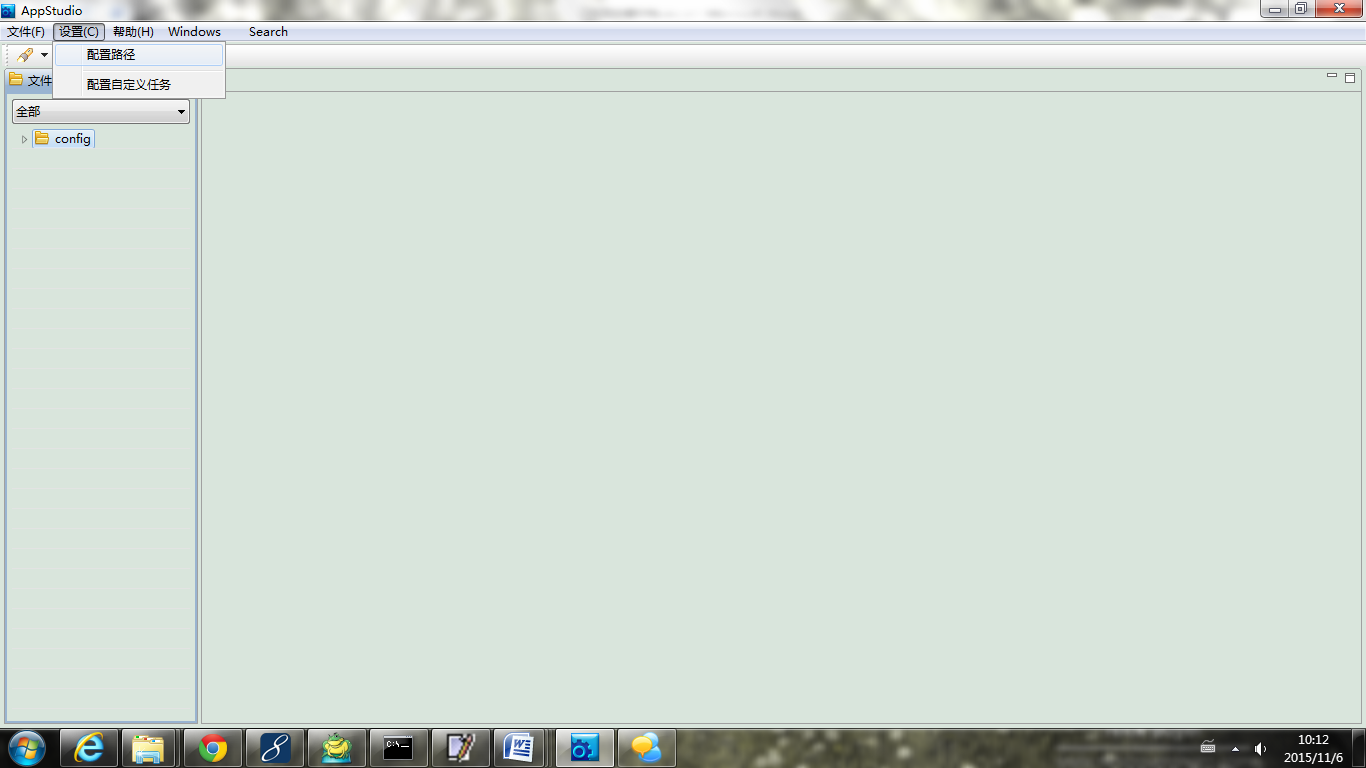 AppStudio
文件(F) 设置(C) 帮助(H) Windows Search
配置路径
文件
配置自定义任务
全部
config
C:\
10:12
2015/11/6